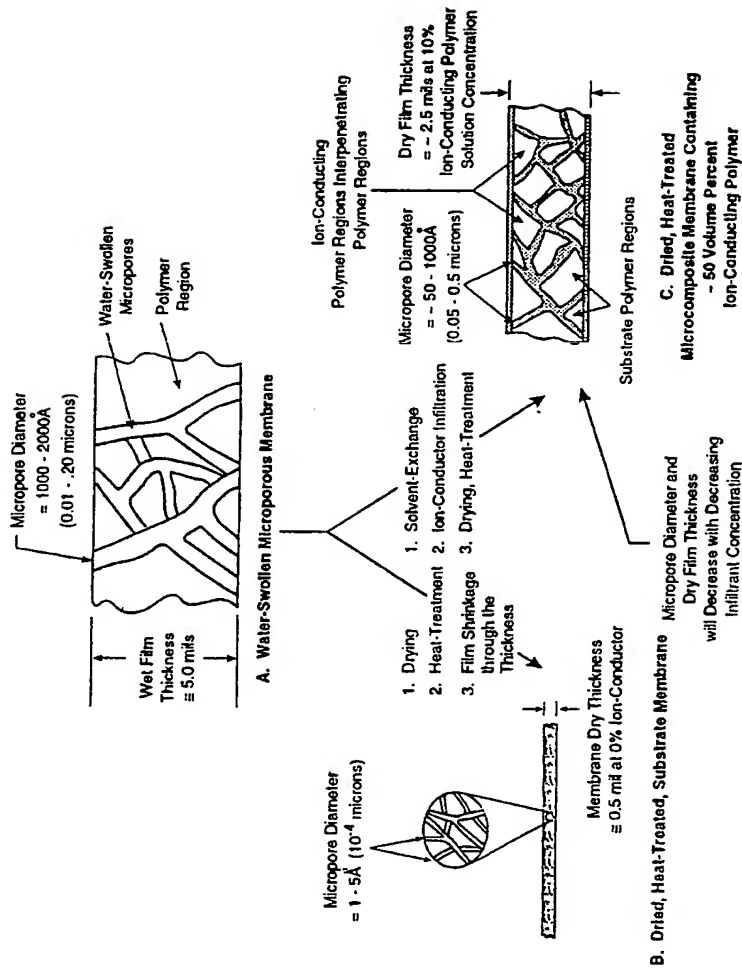 Micropore Diameter
= 1000 - 2000Å
(0.01 - .20 microns)
Water-Swollen
Micropores
Polymer
Region
Wet Film
Thickness
≅ 5.0 mils
A. Water-Swollen Microporous Membrane
1. Drying
2. Heat-Treatment
3. Film Shrinkage
through the
Thickness
1. Solvent-Exchange
2. Ion-Conductor Infiltration
3. Drying, Heat-Treatment
Micropore Diameter
= 1 - 5Å (10⁻⁴ microns)
Membrane Dry Thickness
≅ 0.5 mil at 0% Ion-Conductor
B. Dried, Heat-Treated, Substrate Membrane
Micropore Diameter and
Dry Film Thickness
will Decrease with Decreasing
Infiltrant Concentration
Ion-Conducting
Polymer Regions Interpenetrating
Polymer Regions
Micropore Diameter
= ~ 50 - 1000Å
(0.05 - 0.5 microns)
Dry Film Thickness
= ~ 2.5 mils at 10%
Ion-Conducting Polymer
Solution Concentration
Substrate Polymer Regions
C. Dried, Heat-Treated
Microcomposite Membrane Containing
~ 50 Volume Percent
Ion-Conducting Polymer